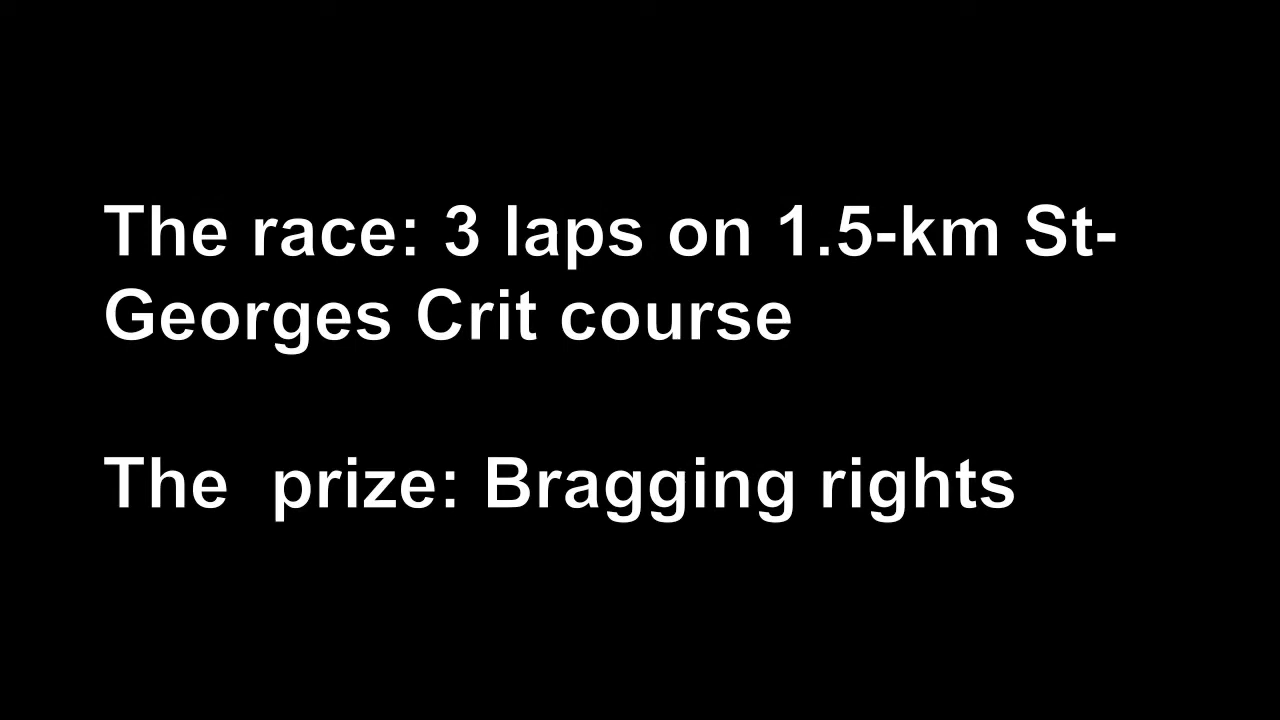 The race: 3 laps on 1.5-km St-
Georges Crit course
The  prize: Bragging rights